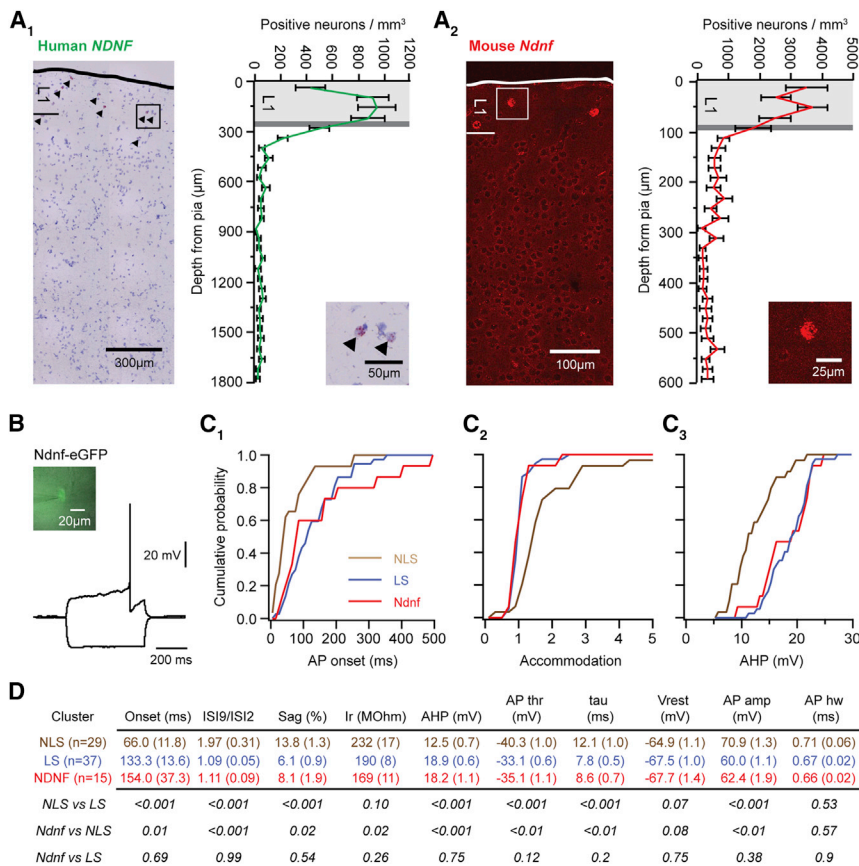 A1
Human NDNF
L1
300µm
Positive neurons / mm³
0 200 400 600 800 1000 1200
Depth from pia (µm)
0
300
600
900
1200
1500
1800
L1
50µm
A2
Mouse Ndnf
L1
100µm
Positive neurons / mm³
0 1000 2000 3000 4000 5000
Depth form pia (µm)
0
100
200
300
400
500
600
L1
25µm
B
Ndnf-eGFP
20µm
20 mV
200 ms
C1
Cumulative probability
1.0
0.8
0.6
0.4
0.2
0.0
NLS
LS
Ndnf
0 100 200 300 400 500
AP onset (ms)
C2
0 1 2 3 4 5
Accommodation
C3
0 10 20 30
AHP (mV)
D
Cluster Onset (ms) ISI9/ISI2 Sag (%) Ir (MOhm) AHP (mV) AP thr (mV) tau (ms) Vrest (mV) AP amp (mV) AP hw (ms)
NLS (n=29) 66.0 (11.8) 1.97 (0.31) 13.8 (1.3) 232 (17) 12.5 (0.7) -40.3 (1.0) 12.1 (1.0) -64.9 (1.1) 70.9 (1.3) 0.71 (0.06)
LS (n=37) 133.3 (13.6) 1.09 (0.05) 6.1 (0.9) 190 (8) 18.9 (0.6) -33.1 (0.6) 7.8 (0.5) -67.5 (1.0) 60.0 (1.1) 0.67 (0.02)
NDNF (n=15) 154.0 (37.3) 1.11 (0.09) 8.1 (1.9) 169 (11) 18.2 (1.1) -35.1 (1.1) 8.6 (0.7) -67.7 (1.4) 62.4 (1.9) 0.66 (0.02)
NLS vs LS <0.001 <0.001 <0.001 0.10 <0.001 <0.001 <0.001 0.07 <0.001 0.53
Ndnf vs NLS 0.01 <0.001 0.02 0.02 <0.001 <0.01 <0.01 0.08 <0.01 0.57
Ndnf vs LS 0.69 0.99 0.54 0.26 0.75 0.12 0.2 0.75 0.38 0.9